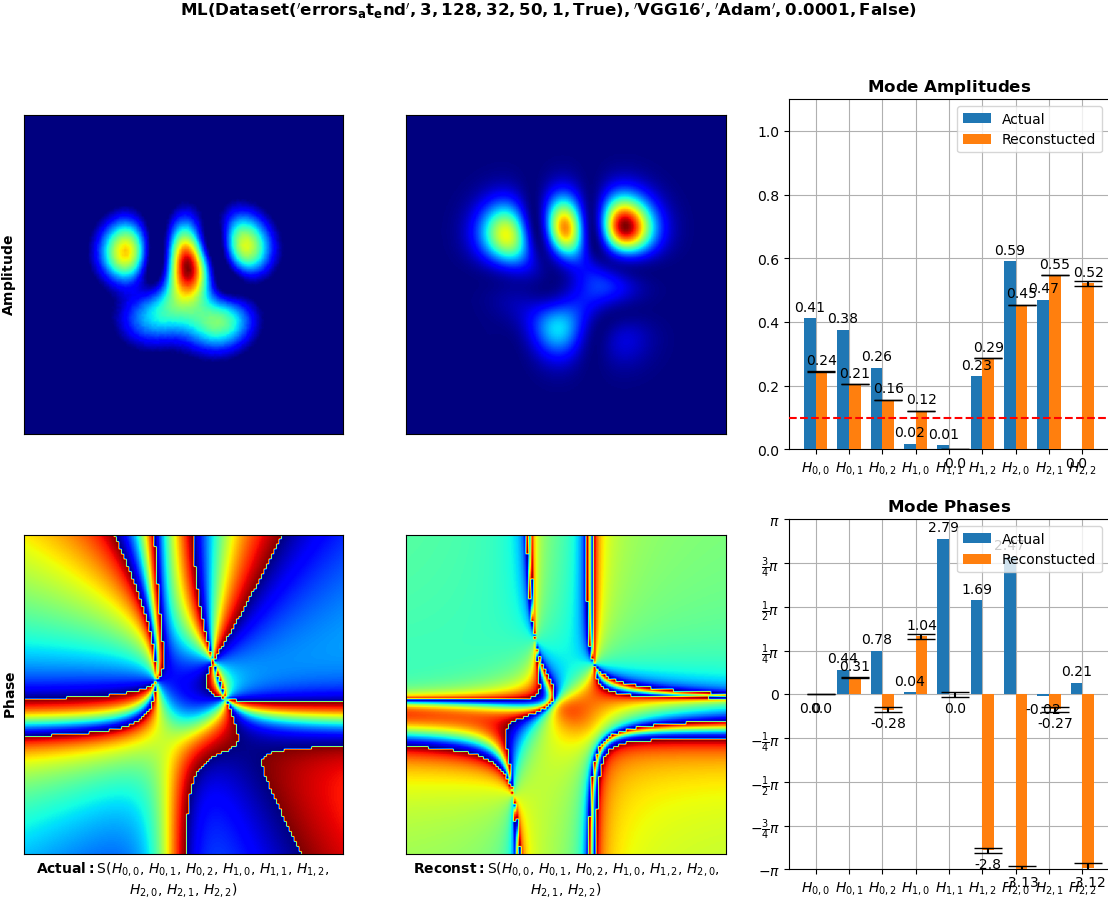 ML(Dataset('errors_at_end', 3, 128, 32, 50, 1, True), 'VGG16', 'Adam', 0.0001, False)
Amplitude
Mode Amplitudes
Actual
Reconstucted
1.0
0.8
0.6
0.4
0.2
0.0
0.41
0.24
0.38
0.21
0.26
0.16
0.02
0.12
0.01
0.0
0.23
0.29
0.59
0.45
0.47
0.55
0.0
0.52
H0,0 H0,1 H0,2 H1,0 H1,1 H1,2 H2,0 H2,1 H2,2
Phase
Actual: S(H0,0, H0,1, H0,2, H1,0, H1,1, H1,2,
H2,0, H2,1, H2,2)
Reconst: S(H0,0, H0,1, H0,2, H1,0, H1,2, H2,0,
H2,1, H2,2)
Mode Phases
Actual
Reconstucted
π
3/4π
1/2π
1/4π
0
−1/4π
−1/2π
−3/4π
−π
0.0
0.0
0.44
0.31
0.78
-0.28
0.04
1.04
2.79
0.0
1.69
-2.8
2.47
-3.13
-0.02
-0.27
0.21
-3.12
H0,0 H0,1 H0,2 H1,0 H1,1 H1,2 H2,0 H2,1 H2,2